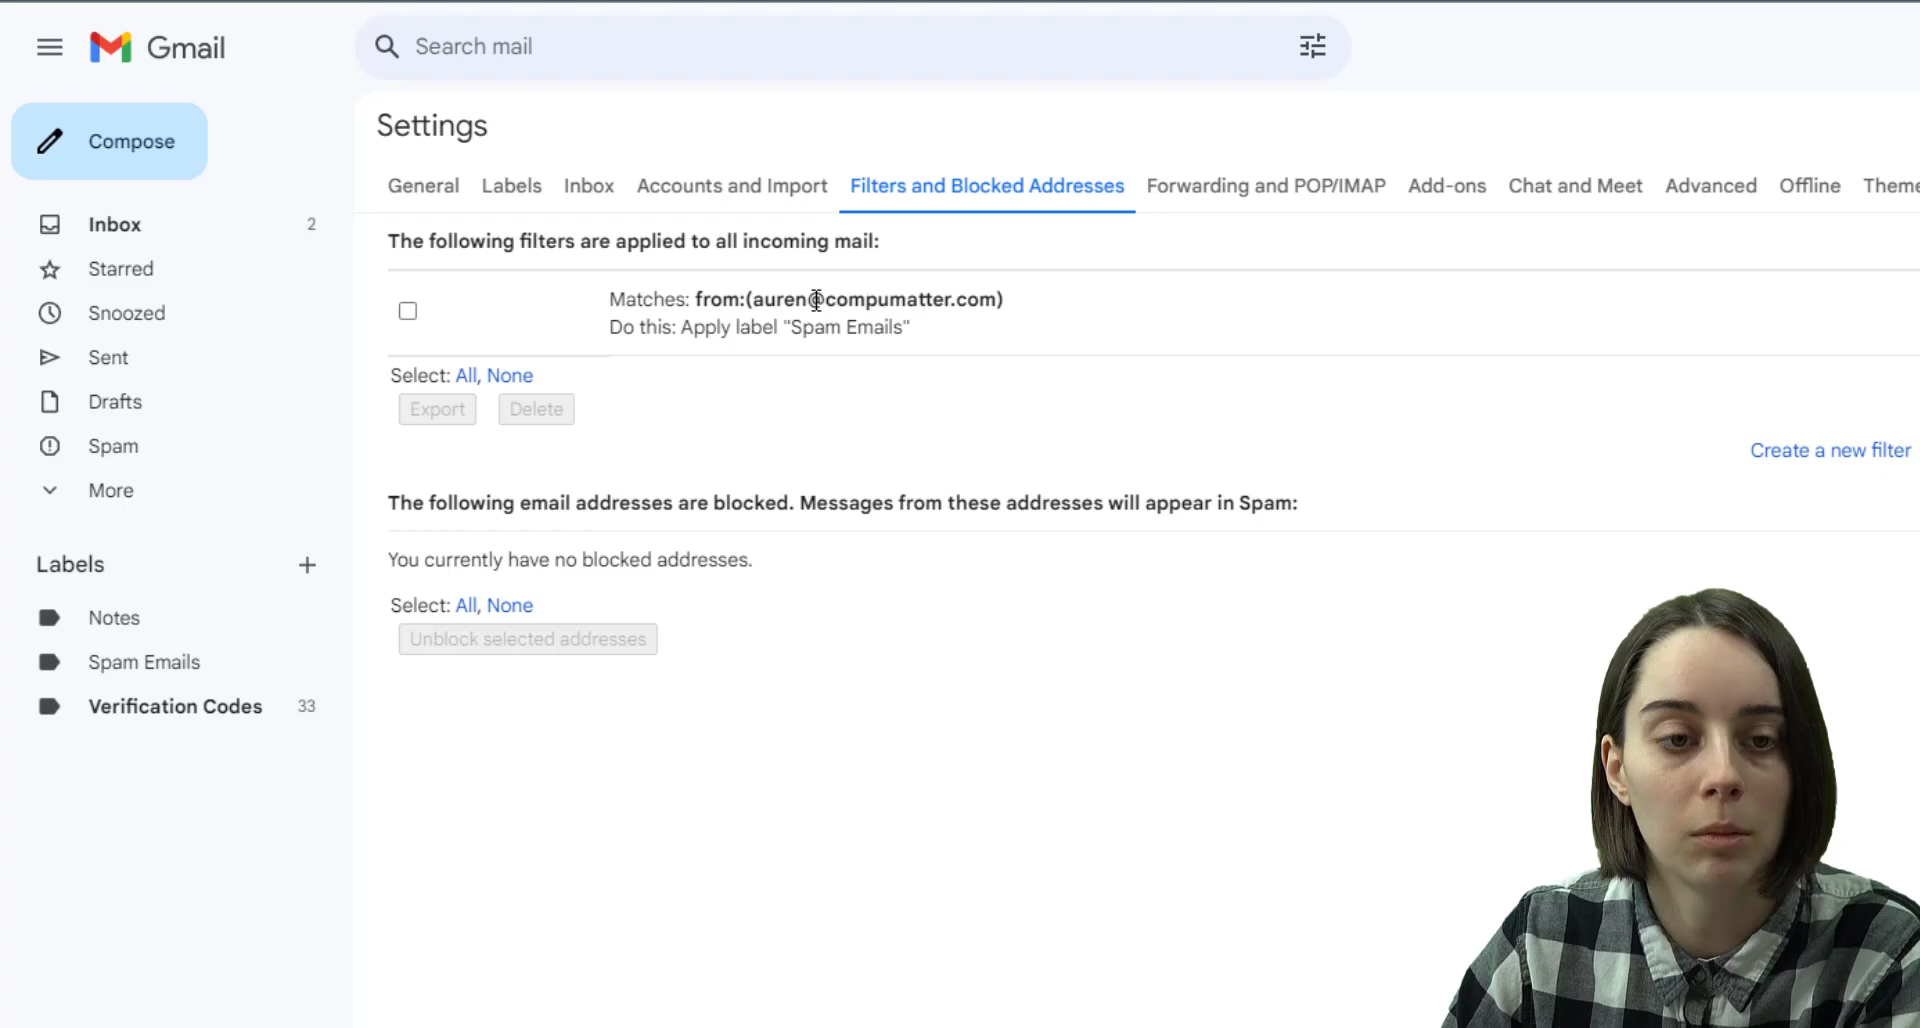 Gmail
Search mail
Compose
Inbox 2
Starred
Snoozed
Sent
Drafts
Spam
More
Labels
Notes
Spam Emails
Verification Codes 33
Settings
General Labels Inbox Accounts and Import Filters and Blocked Addresses Forwarding and POP/IMAP Add-ons Chat and Meet Advanced Offline Theme
The following filters are applied to all incoming mail:
Matches: from:(auren@compumatter.com)
Do this: Apply label "Spam Emails"
Select: All, None
Export Delete
Create a new filter
The following email addresses are blocked. Messages from these addresses will appear in Spam:
You currently have no blocked addresses.
Select: All, None
Unblock selected addresses